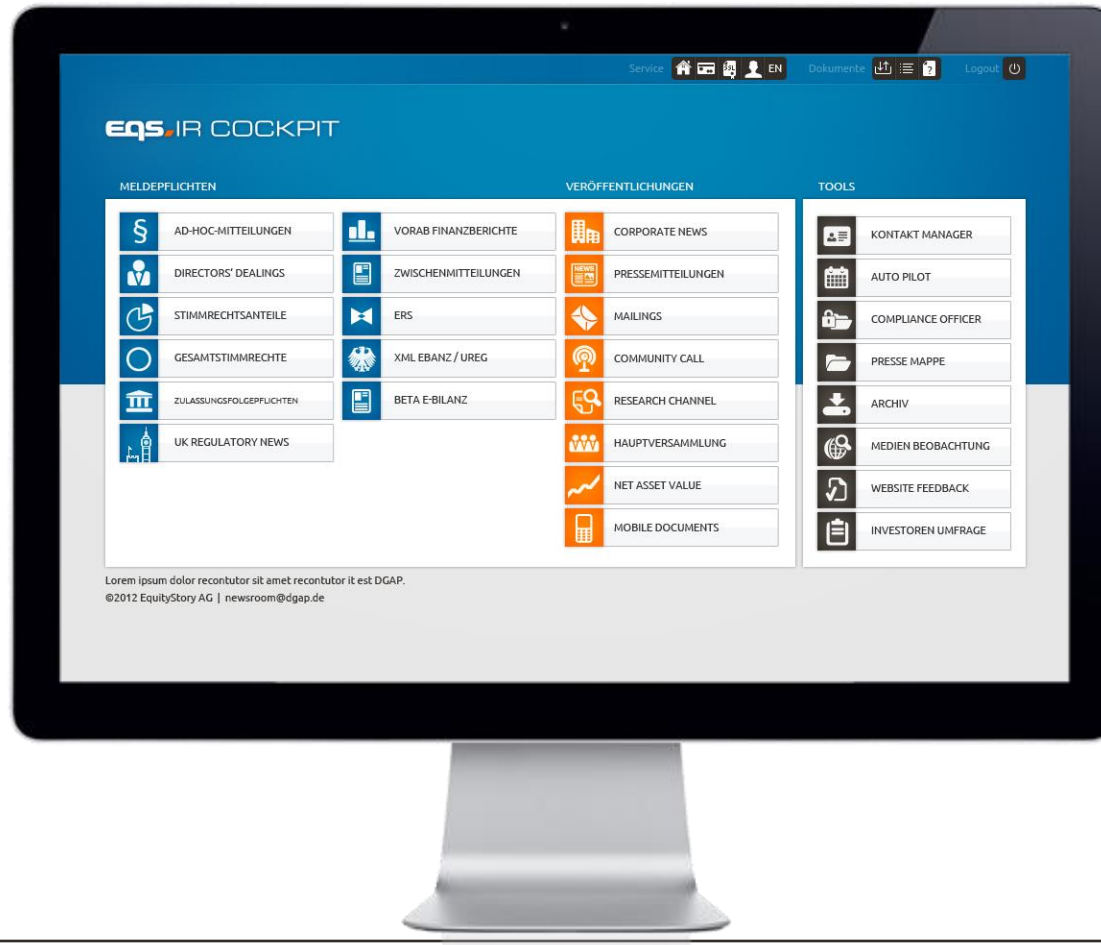 Service EN Dokumente Logout
EQS.IR COCKPIT
MELDEPFLICHTEN
§ AD-HOC-MITTEILUNGEN
DIRECTORS' DEALINGS
STIMMRECHTSANTEILE
GESAMTSTIMMRECHTE
ZULASSUNGSFOLGEPFLICHTEN
UK REGULATORY NEWS
VORAB FINANZBERICHTE
ZWISCHENMITTEILUNGEN
ERS
XML EBANZ / UREG
BETA E-BILANZ
VERÖFFENTLICHUNGEN
CORPORATE NEWS
NEWS PRESSEMITTEILUNGEN
MAILINGS
COMMUNITY CALL
RESEARCH CHANNEL
HAUPTVERSAMMLUNG
NET ASSET VALUE
MOBILE DOCUMENTS
TOOLS
KONTAKT MANAGER
AUTO PILOT
COMPLIANCE OFFICER
PRESSE MAPPE
ARCHIV
MEDIEN BEOBACHTUNG
WEBSITE FEEDBACK
INVESTOREN UMFRAGE
Lorem ipsum dolor recontutor sit amet recontutor it est DGAP.
©2012 EquityStory AG | newsroom@dgap.de